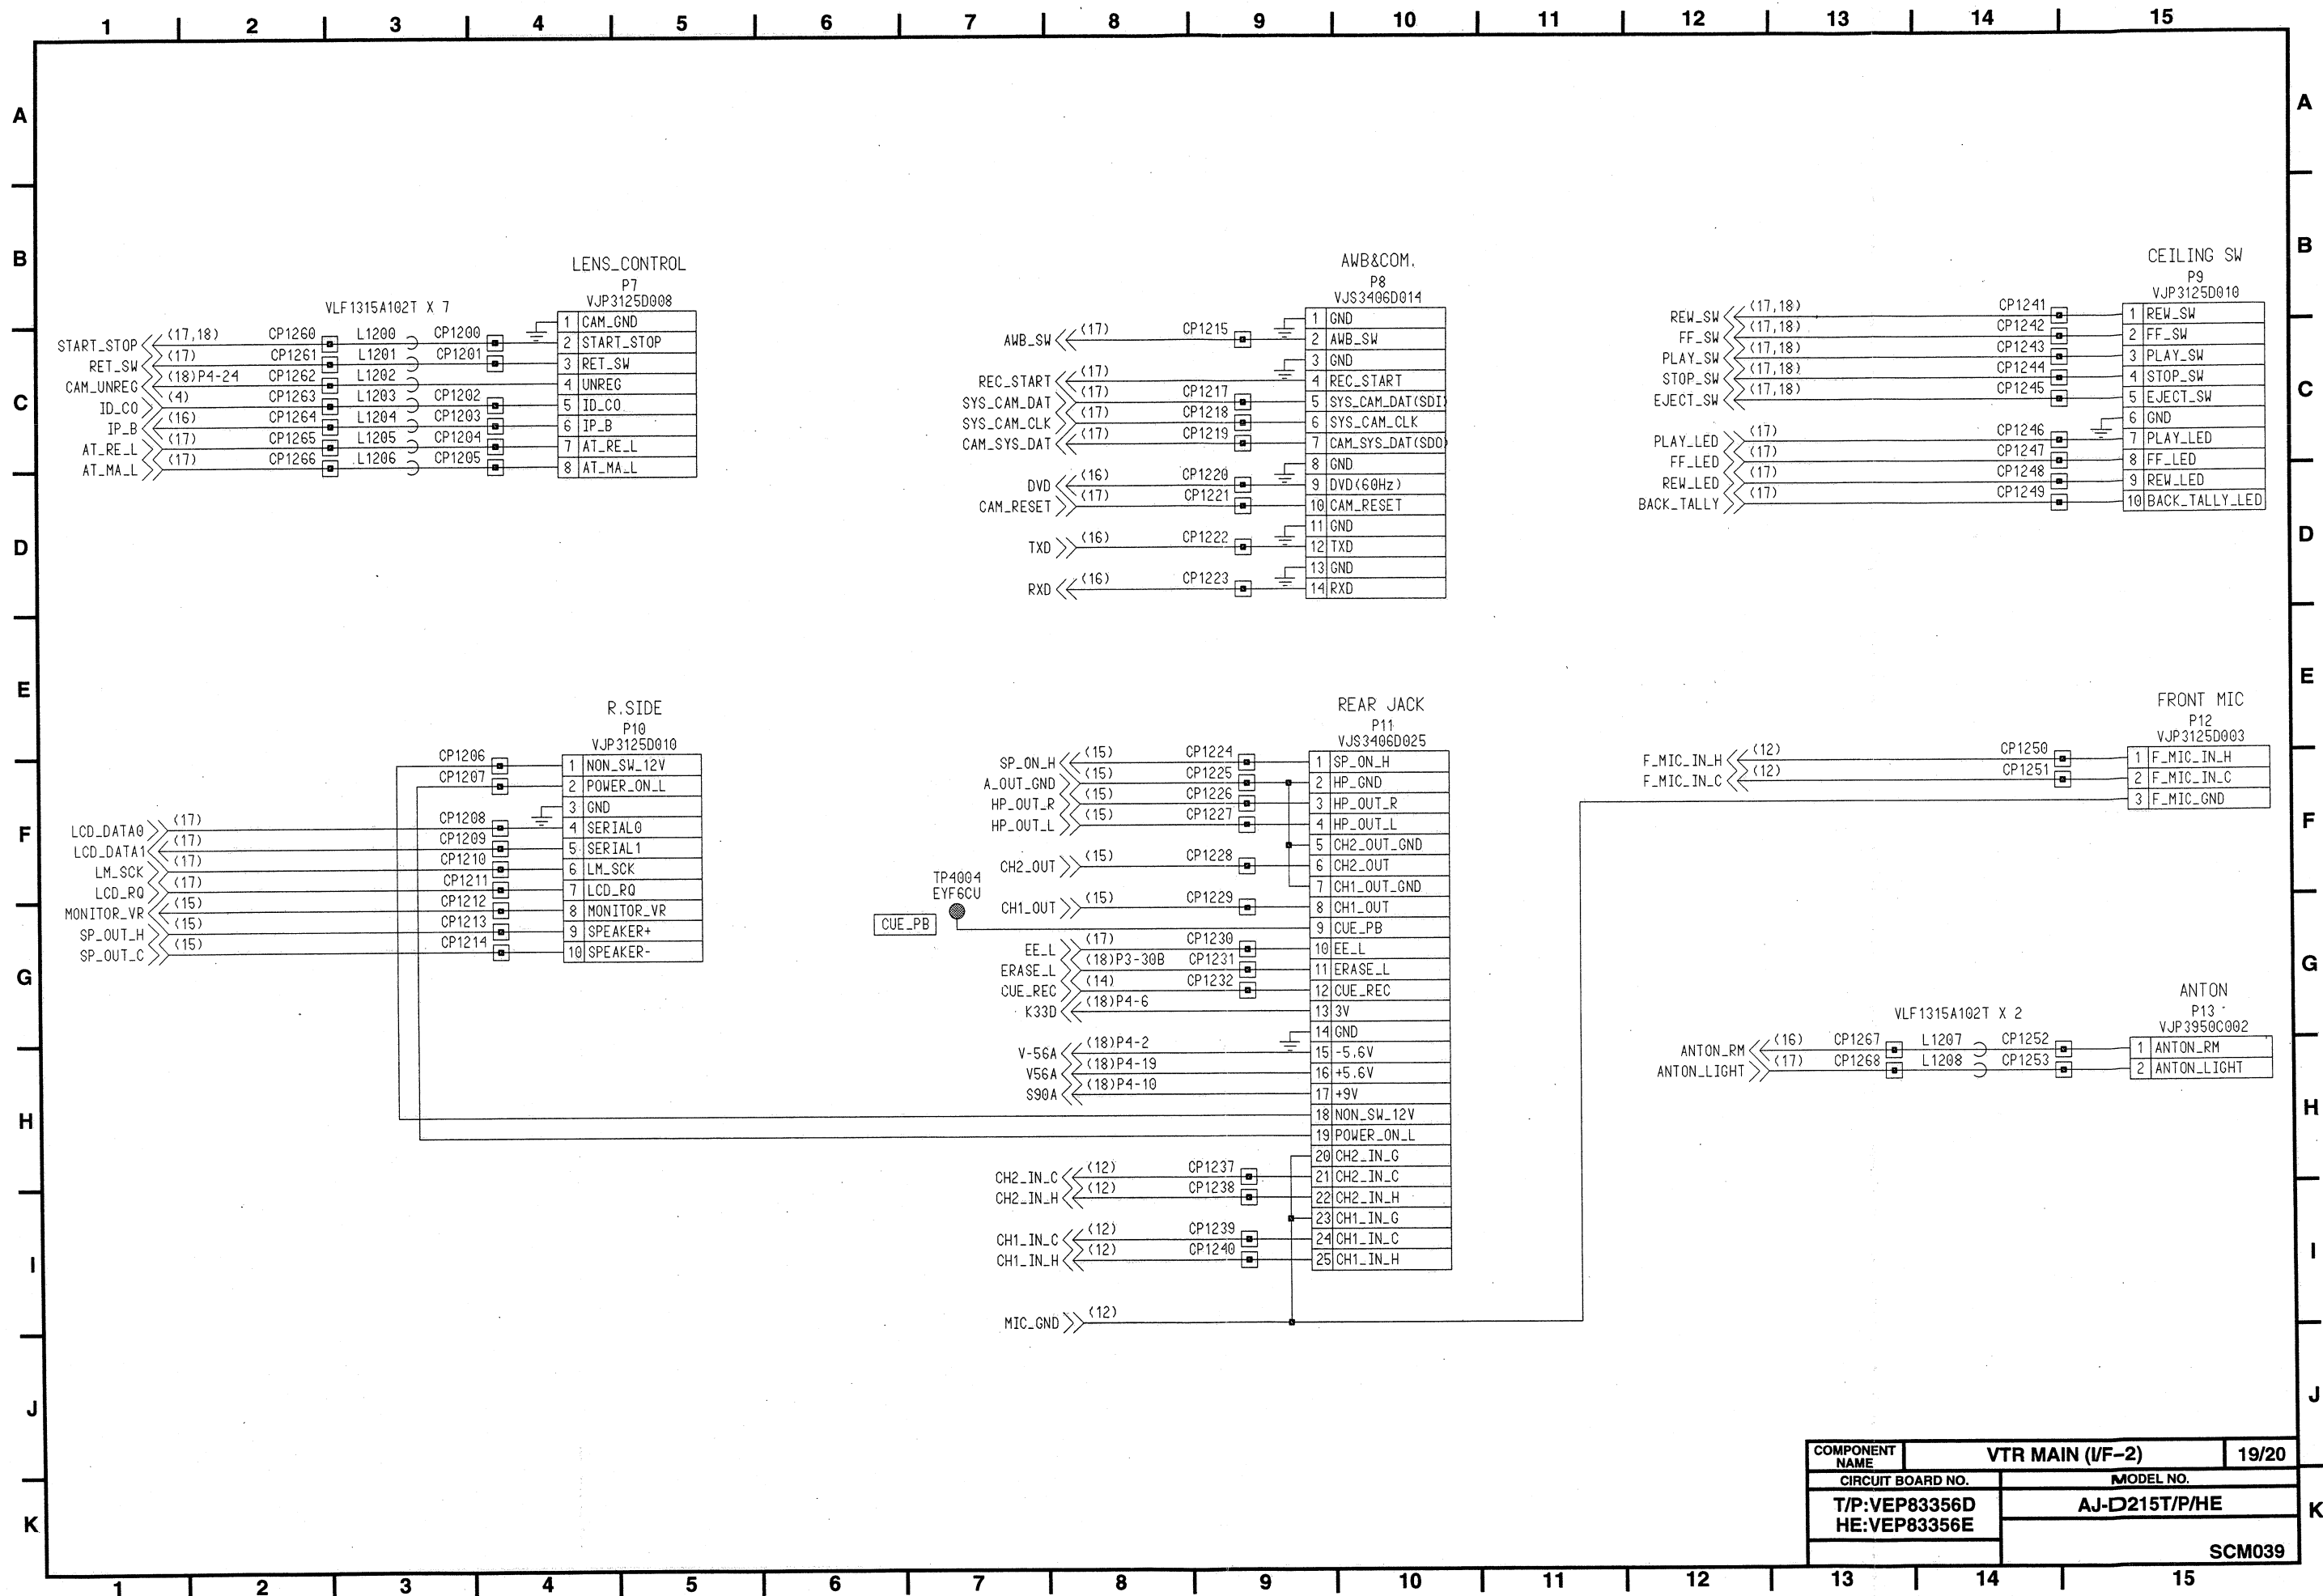 1 2 3 4 5 6 7 8 9 10 11 12 13 14 15
A A
B B
C C
D D
E E
F F
G G
H H
I I
J J
K K
LENS_CONTROL
P7
VJP3125D008
VLF1315A102T X 7
1 CAM_GND
START_STOP (17,18) CP1260 L1200 CP1200 2 START_STOP
RET_SW (17) CP1261 L1201 CP1201 3 RET_SW
CAM_UNREG (18)P4-24 CP1262 L1202 4 UNREG
ID_CO (4) CP1263 L1203 CP1202 5 ID_CO
IP_B (16) CP1264 L1204 CP1203 6 IP_B
AT_RE_L (17) CP1265 L1205 CP1204 7 AT_RE_L
AT_MA_L (17) CP1266 L1206 CP1205 8 AT_MA_L
AWB&COM.
P8
VJS3406D014
1 GND
AWB_SW (17) CP1215 2 AWB_SW
3 GND
REC_START (17) 4 REC_START
SYS_CAM_DAT (17) CP1217 5 SYS_CAM_DAT(SDI)
SYS_CAM_CLK (17) CP1218 6 SYS_CAM_CLK
CAM_SYS_DAT (17) CP1219 7 CAM_SYS_DAT(SDO)
8 GND
DVD (16) CP1220 9 DVD(60Hz)
CAM_RESET (17) CP1221 10 CAM_RESET
11 GND
TXD (16) CP1222 12 TXD
13 GND
RXD (16) CP1223 14 RXD
CEILING SW
P9
VJP3125D010
REW_SW (17,18) CP1241 1 REW_SW
FF_SW (17,18) CP1242 2 FF_SW
PLAY_SW (17,18) CP1243 3 PLAY_SW
STOP_SW (17,18) CP1244 4 STOP_SW
EJECT_SW (17,18) CP1245 5 EJECT_SW
6 GND
PLAY_LED (17) CP1246 7 PLAY_LED
FF_LED (17) CP1247 8 FF_LED
REW_LED (17) CP1248 9 REW_LED
BACK_TALLY (17) CP1249 10 BACK_TALLY_LED
R.SIDE
P10
VJP3125D010
CP1206 1 NON_SW_12V
CP1207 2 POWER_ON_L
3 GND
LCD_DATA0 (17) CP1208 4 SERIAL0
LCD_DATA1 (17) CP1209 5 SERIAL1
LM_SCK (17) CP1210 6 LM_SCK
LCD_RQ (17) CP1211 7 LCD_RQ
MONITOR_VR (15) CP1212 8 MONITOR_VR
SP_OUT_H (15) CP1213 9 SPEAKER+
SP_OUT_C (15) CP1214 10 SPEAKER-
REAR JACK
P11
VJS3406D025
SP_ON_H (15) CP1224 1 SP_ON_H
A_OUT_GND (15) CP1225 2 HP_GND
HP_OUT_R (15) CP1226 3 HP_OUT_R
HP_OUT_L (15) CP1227 4 HP_OUT_L
5 CH2_OUT_GND
CH2_OUT (15) CP1228 6 CH2_OUT
7 CH1_OUT_GND
TP4004
EYF6CU
CH1_OUT (15) CP1229 8 CH1_OUT
CUE_PB 9 CUE_PB
EE_L (17) CP1230 10 EE_L
ERASE_L (18)P3-30B CP1231 11 ERASE_L
CUE_REC (14) CP1232 12 CUE_REC
K33D (18)P4-6 13 3V
14 GND
V-56A (18)P4-2 15 -5.6V
V56A (18)P4-19 16 +5.6V
S90A (18)P4-10 17 +9V
18 NON_SW_12V
19 POWER_ON_L
20 CH2_IN_G
CH2_IN_C (12) CP1237 21 CH2_IN_C
CH2_IN_H (12) CP1238 22 CH2_IN_H
23 CH1_IN_G
CH1_IN_C (12) CP1239 24 CH1_IN_C
CH1_IN_H (12) CP1240 25 CH1_IN_H
MIC_GND (12)
FRONT MIC
P12
VJP3125D003
F_MIC_IN_H (12) CP1250 1 F_MIC_IN_H
F_MIC_IN_C (12) CP1251 2 F_MIC_IN_C
3 F_MIC_GND
ANTON
P13
VJP3950C002
VLF1315A102T X 2
ANTON_RM (16) CP1267 L1207 CP1252 1 ANTON_RM
ANTON_LIGHT (17) CP1268 L1208 CP1253 2 ANTON_LIGHT
COMPONENT NAME VTR MAIN (I/F-2) 19/20
CIRCUIT BOARD NO. MODEL NO.
T/P:VEP83356D AJ-D215T/P/HE
HE:VEP83356E
SCM039
1 2 3 4 5 6 7 8 9 10 11 12 13 14 15